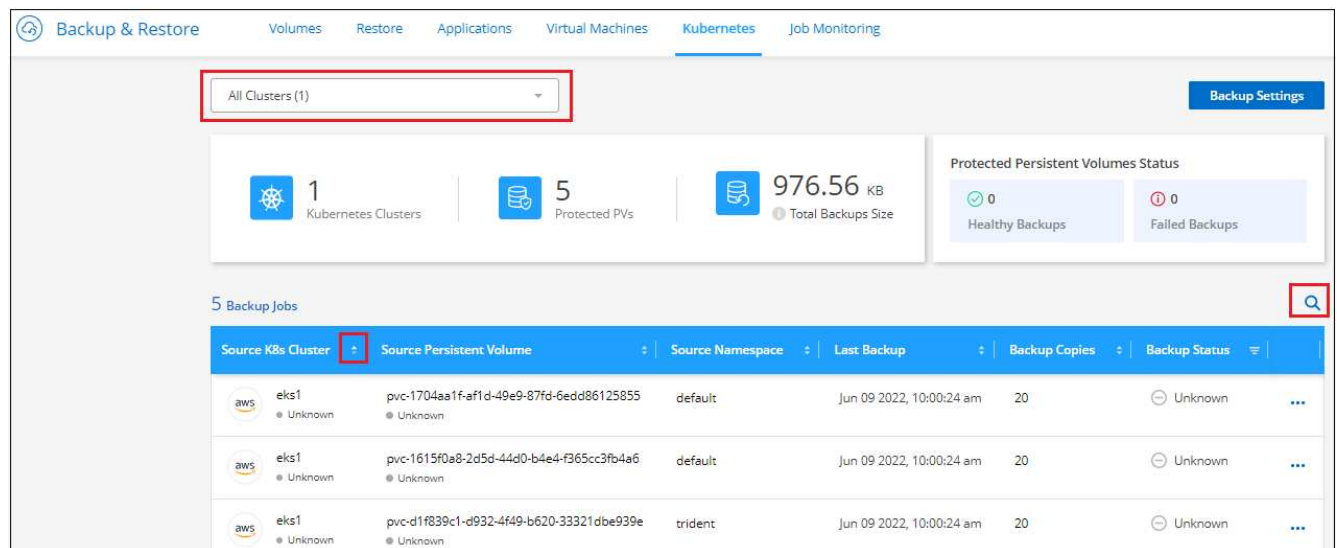 Backup & Restore Volumes Restore Applications Virtual Machines Kubernetes Job Monitoring
All Clusters (1) Backup Settings
1
Kubernetes Clusters
5
Protected PVs
976.56 KB
Total Backups Size
Protected Persistent Volumes Status
0
Healthy Backups
0
Failed Backups
5 Backup Jobs
Source K8s Cluster Source Persistent Volume Source Namespace Last Backup Backup Copies Backup Status
aws eks1 pvc-1704aa1f-af1d-49e9-87fd-6edd86125855 default Jun 09 2022, 10:00:24 am 20 Unknown ...
Unknown Unknown
aws eks1 pvc-1615f0a8-2d5d-44d0-b4e4-f365cc3fb4a6 default Jun 09 2022, 10:00:24 am 20 Unknown ...
Unknown Unknown
aws eks1 pvc-d1f839c1-d932-4f49-b620-33321dbe939e trident Jun 09 2022, 10:00:24 am 20 Unknown ...
Unknown Unknown